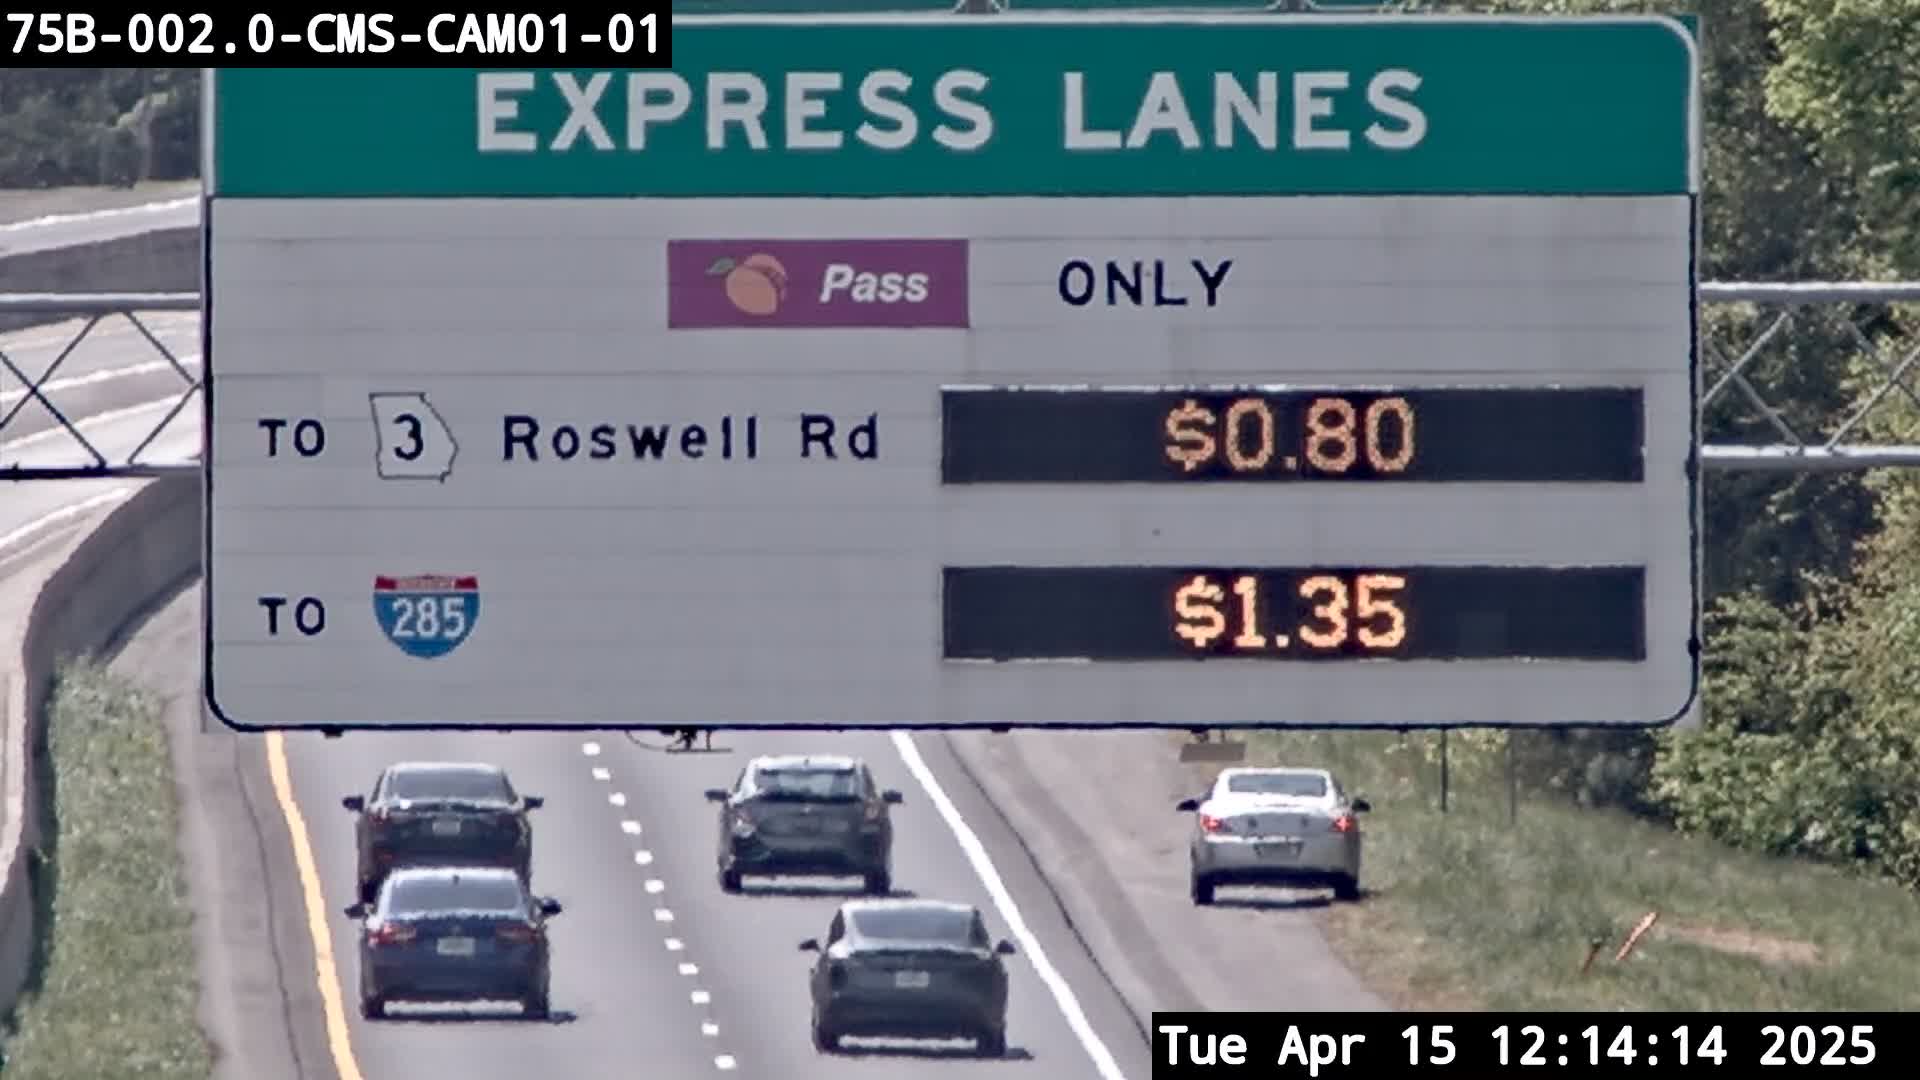 75B-002.0-CMS-CAM01-01
EXPRESS LANES
Pass ONLY
TO 3 Roswell Rd $0.80
TO 285 $1.35
Tue Apr 15 12:14:14 2025